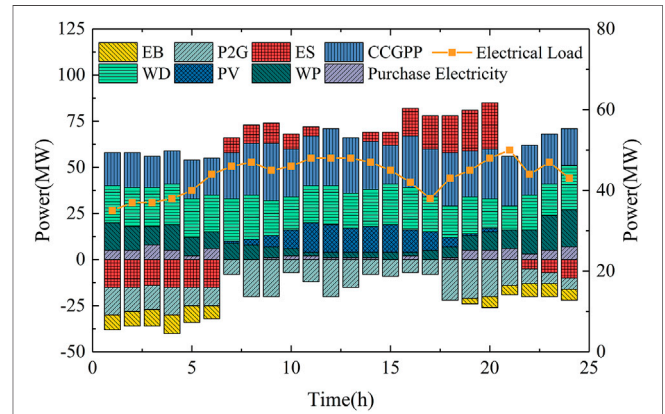 125
100
75
50
25
0
-25
-50
Power(MW)
EB
P2G
ES
CCGPP
Electrical Load
WD
PV
WP
Purchase Electricity
80
60
40
20
0
Power(MW)
0
5
10
15
20
25
Time(h)